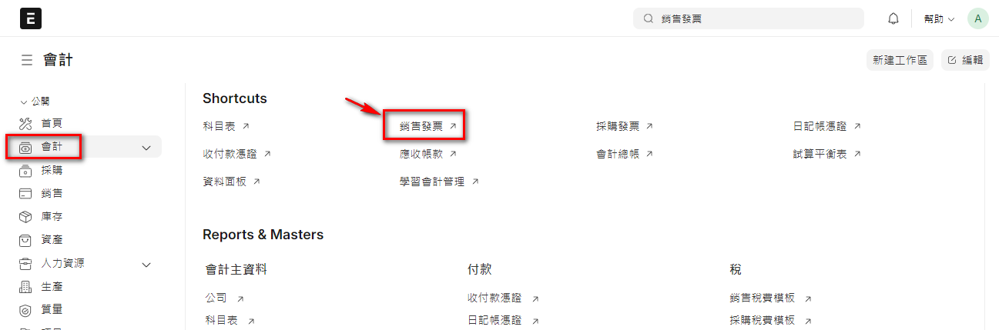 E
銷售發票
幫助
A
會計
新建工作區
編輯
公開
首頁
會計
採購
銷售
庫存
資產
人力資源
生產
質量
Shortcuts
科目表 銷售發票 採購發票 日記帳憑證
收付款憑證 應收帳款 會計總帳 試算平衡表
資料面板 學習會計管理
Reports & Masters
會計主資料 付款 稅
公司 收付款憑證 銷售稅費模板
科目表 日記帳憑證 採購稅費模板